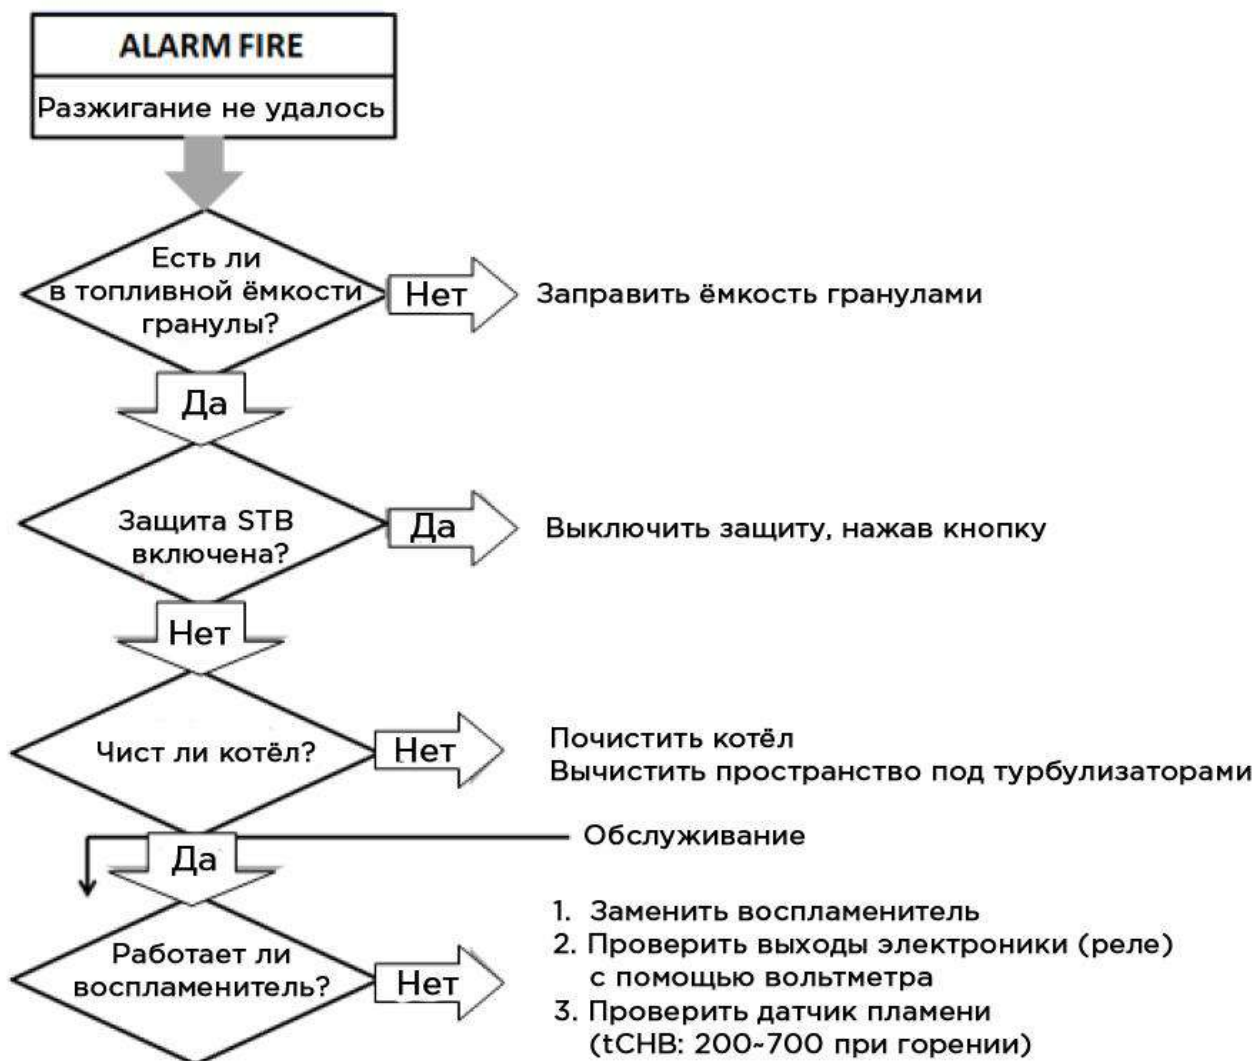 ALARM FIRE
Разжигание не удалось
Есть ли
в топливной ёмкости
гранулы?
Нет
Заправить ёмкость гранулами
Да
Защита STB
включена?
Да
Выключить защиту, нажав кнопку
Нет
Чист ли котёл?
Нет
Почистить котёл
Вычистить пространство под турбулизаторами
Обслуживание
Да
Работает ли
воспламенитель?
Нет
1. Заменить воспламенитель
2. Проверить выходы электроники (реле)
с помощью вольтметра
3. Проверить датчик пламени
(tCHB: 200~700 при горении)